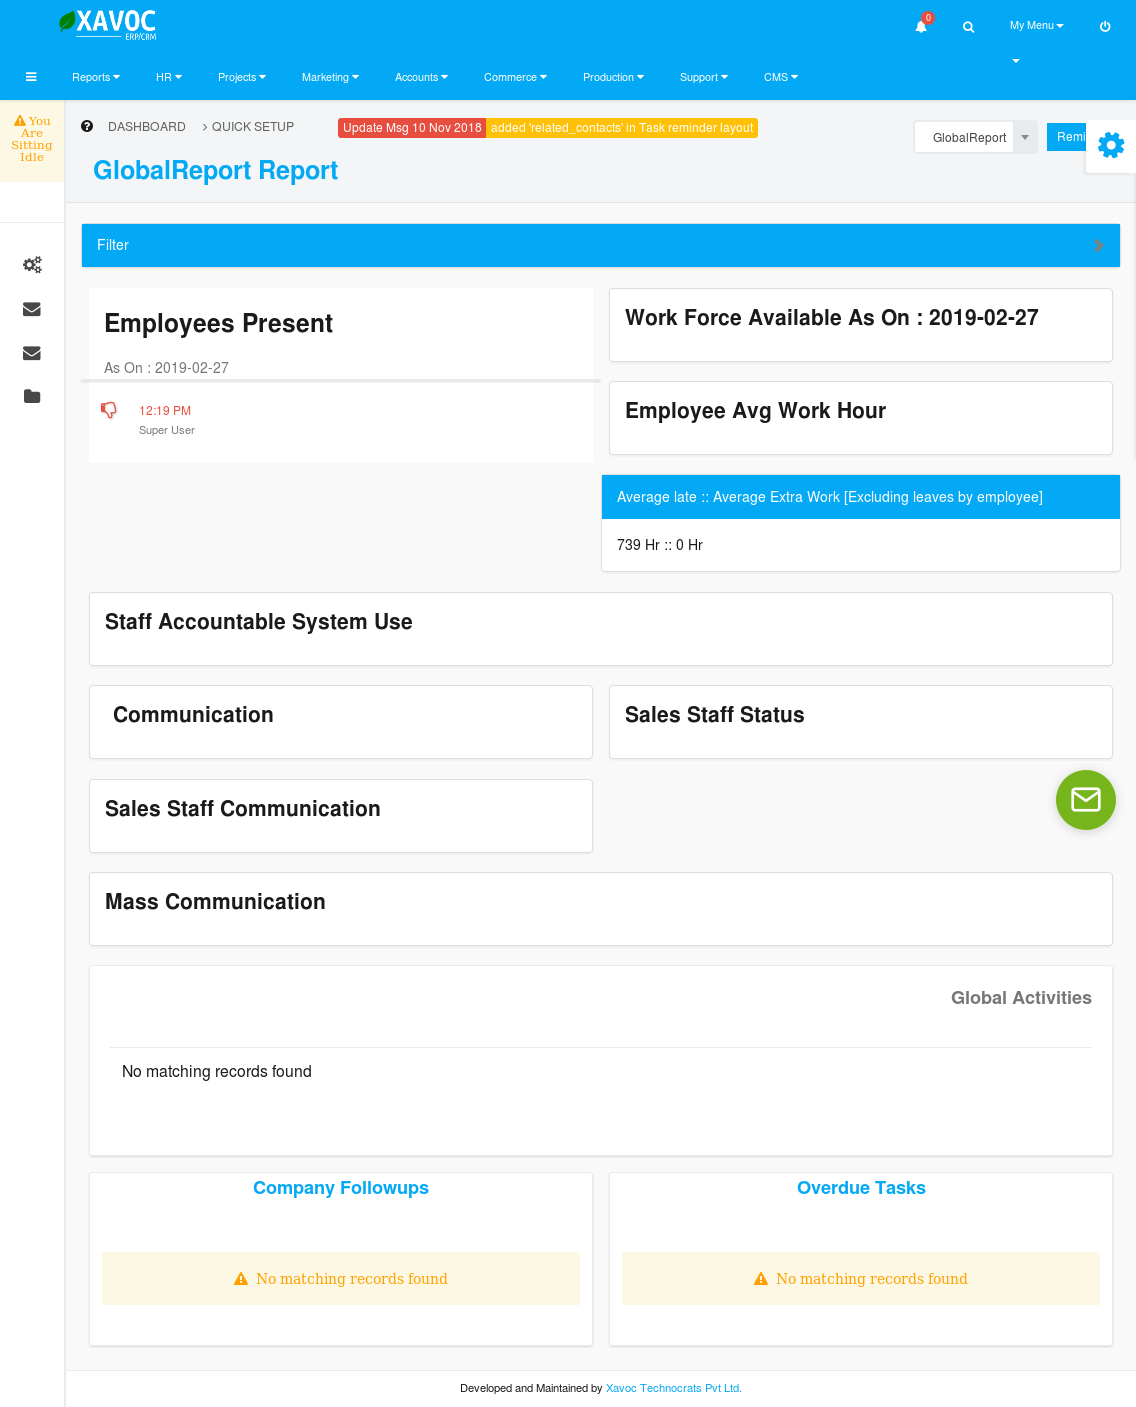 XAVOC
ERP/CRM
0
My Menu
Reports HR Projects Marketing Accounts Commerce Production Support CMS
You
Are
Sitting
Idle
DASHBOARD QUICK SETUP
Update Msg 10 Nov 2018 added 'related_contacts' in Task reminder layout
GlobalReport
Remi
GlobalReport Report
Filter
Employees Present
As On : 2019-02-27
12:19 PM
Super User
Work Force Available As On : 2019-02-27
Employee Avg Work Hour
Average late :: Average Extra Work [Excluding leaves by employee]
739 Hr :: 0 Hr
Staff Accountable System Use
Communication
Sales Staff Status
Sales Staff Communication
Mass Communication
Global Activities
No matching records found
Company Followups
No matching records found
Overdue Tasks
No matching records found
Developed and Maintained by Xavoc Technocrats Pvt Ltd.